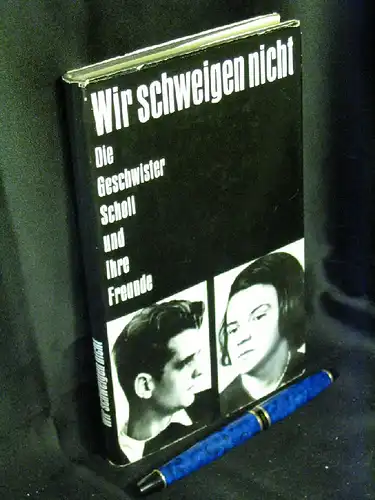 Wir schweigen nicht
Die
Geschwister
Scholl
und
Ihre
Freunde
Wir schweigen nicht